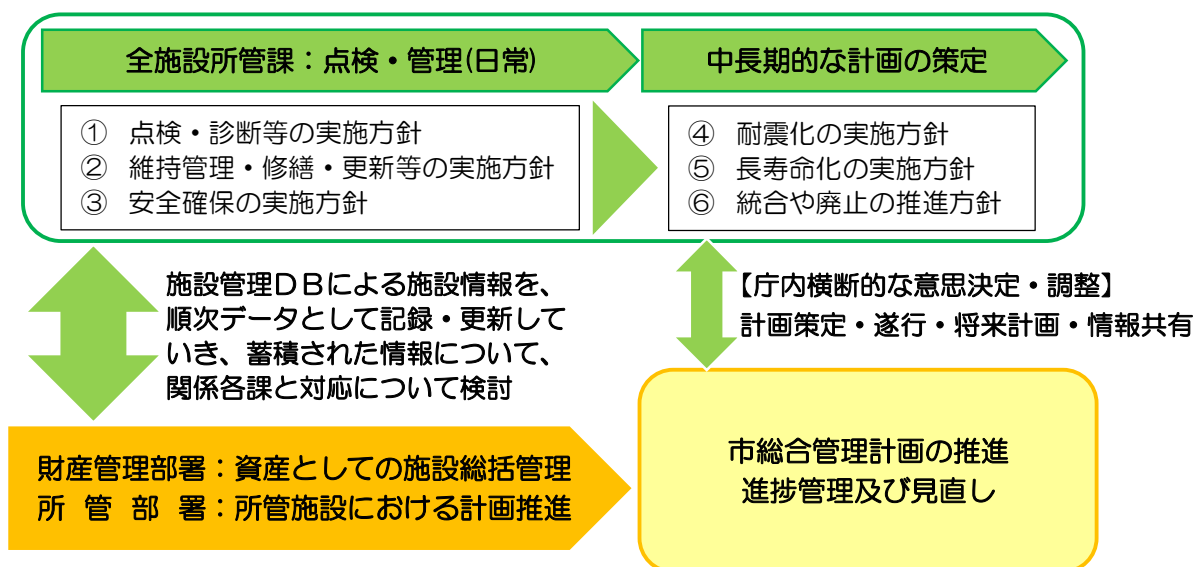 全施設所管課：点検・管理(日常)
中長期的な計画の策定
① 点検・診断等の実施方針
② 維持管理・修繕・更新等の実施方針
③ 安全確保の実施方針
④ 耐震化の実施方針
⑤ 長寿命化の実施方針
⑥ 統合や廃止の推進方針
施設管理ＤＢによる施設情報を、
順次データとして記録・更新して
いき、蓄積された情報について、
関係各課と対応について検討
【庁内横断的な意思決定・調整】
計画策定・遂行・将来計画・情報共有
財産管理部署：資産としての施設総括管理
所 管 部 署：所管施設における計画推進
市総合管理計画の推進
進捗管理及び見直し